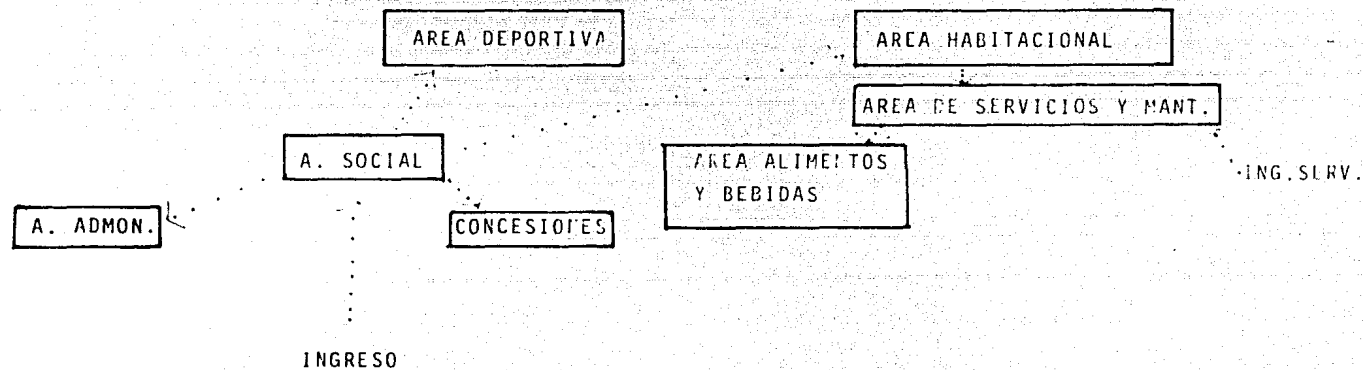 AREA DEPORTIVA
AREA HABITACIONAL
AREA DE SERVICIOS Y MANT.
A. SOCIAL
AREA ALIMENTOS
Y BEBIDAS
ING.SERV.
A. ADMON.
CONCESIONES
INGRESO